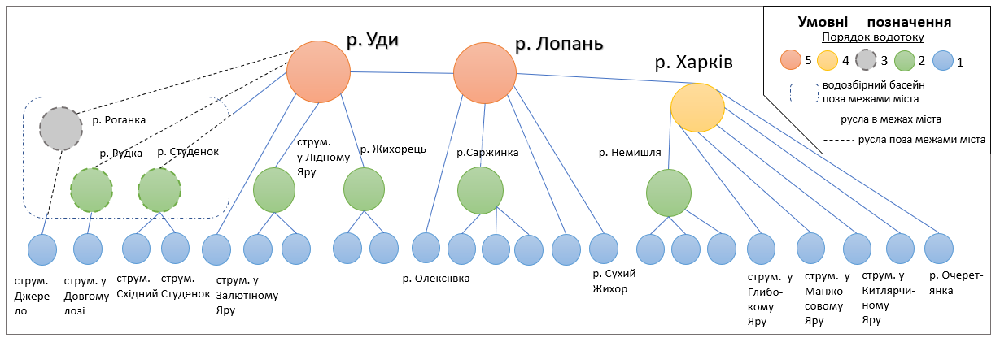 р. Уди
р. Лопань
р. Харків
Умовні позначення
Порядок водотоку
5
4
3
2
1
водозбірний басейн
поза межами міста
русла в межах міста
русла поза межами міста
р. Роганка
р. Рудка
р. Студенок
струм.
у Лідному
Яру
р. Жихорець
р.Саржинка
р. Немишля
струм.
Джере-
ло
струм. у
Довгому
лозі
струм.
Східний
струм.
Студенок
струм. у
Залютіному
Яру
р. Олексіївка
р. Сухий
Жихор
струм. у
Глибо-
кому
Яру
струм. у
Манжо-
совому
Яру
струм. у
Китлярчи-
ному
Яру
р. Очерет-
янка